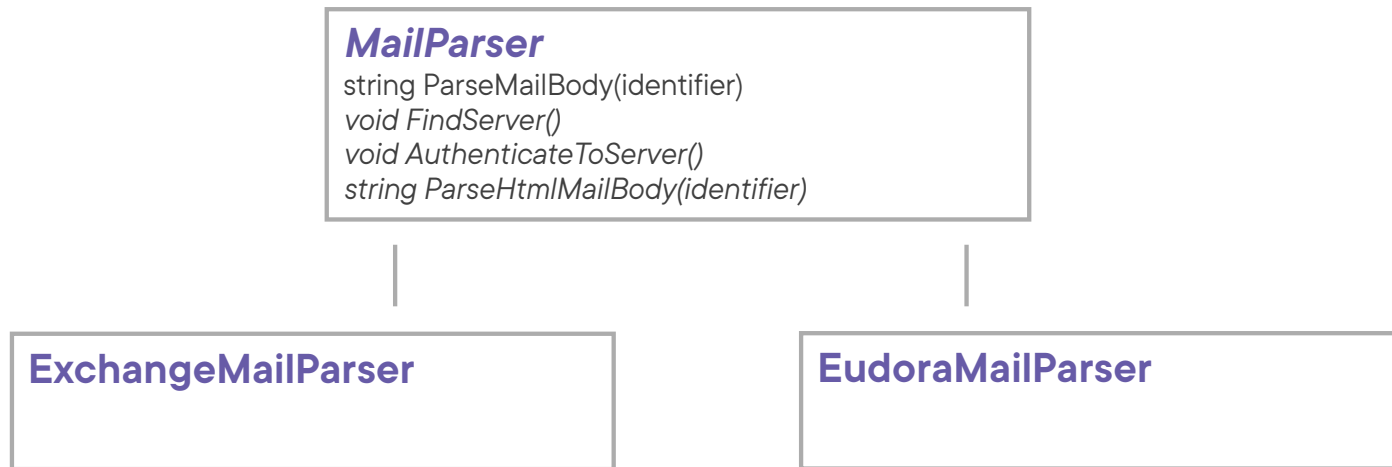 MailParser
string ParseMailBody(identifier)
void FindServer()
void AuthenticateToServer()
string ParseHtmlMailBody(identifier)
ExchangeMailParser
EudoraMailParser